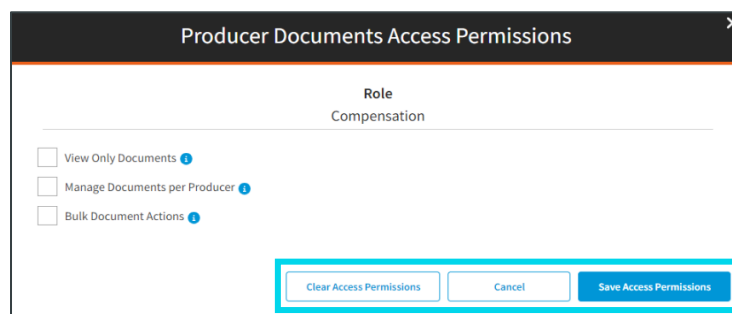 Producer Documents Access Permissions
Role
Compensation
View Only Documents
Manage Documents per Producer
Bulk Document Actions
Clear Access Permissions Cancel Save Access Permissions